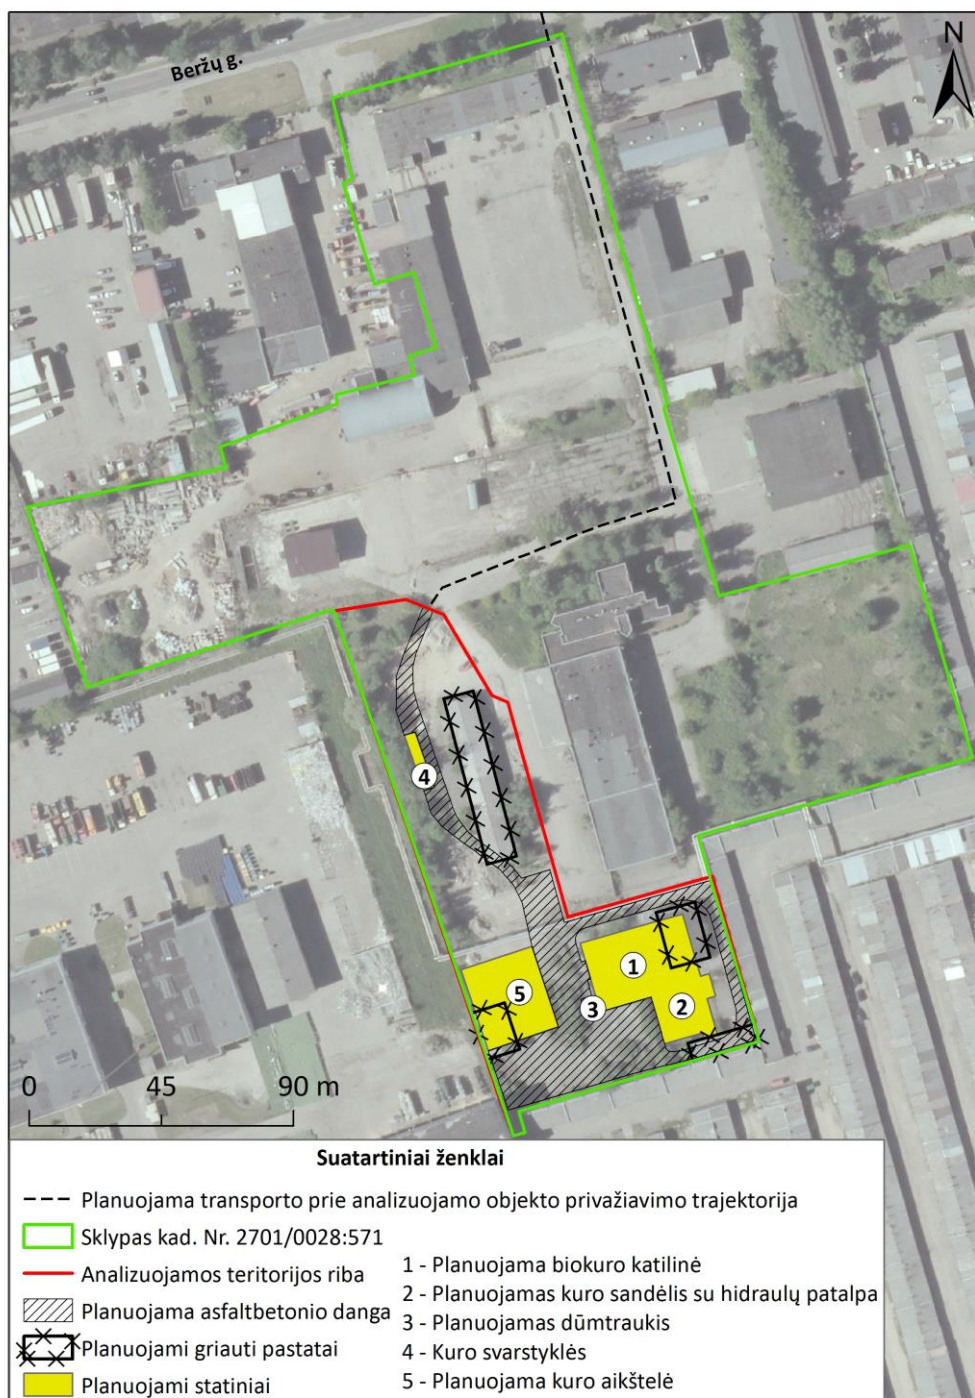 Beržų g.
N
4
1
5
2
3
0 45 90 m
Suatartiniai ženklai
Planuojama transporto prie analizuojamo objekto privažiavimo trajektorija
Sklypas kad. Nr. 2701/0028:571
Analizuojamos teritorijos riba
Planuojama asfaltbetonio danga
Planuojami griauti pastatai
Planuojami statiniai
1 - Planuojama biokuro katilinė
2 - Planuojamas kuro sandėlis su hidraulų patalpa
3 - Planuojamas dūmtraukis
4 - Kuro svarstyklės
5 - Planuojama kuro aikštelė